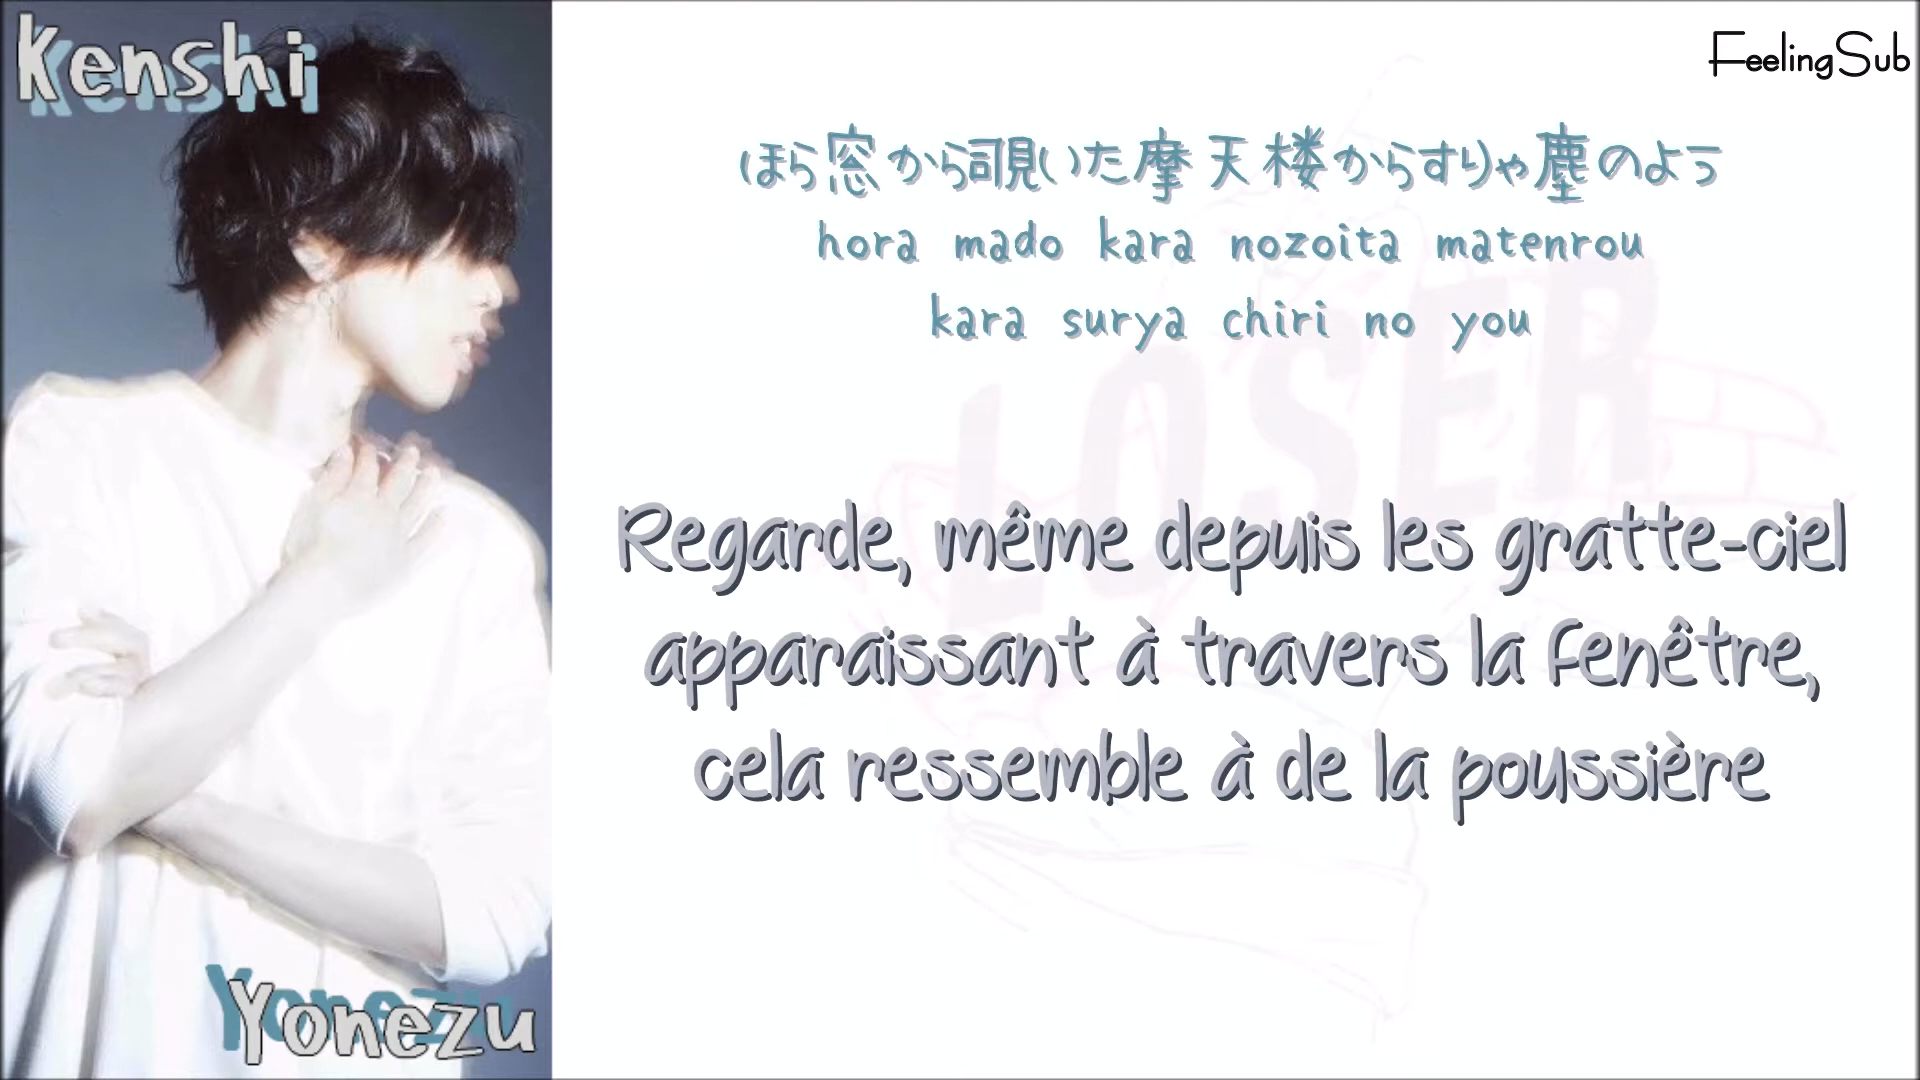 Kenshi
FeelingSub
ほら窓から覗いた摩天楼からすりゃ塵のよう
hora mado kara nozoita matenrou
kara surya chiri no you
LOSER
Regarde, même depuis les gratte-ciel
apparaissant à travers la fenêtre,
cela ressemble à de la poussière
Yonezu